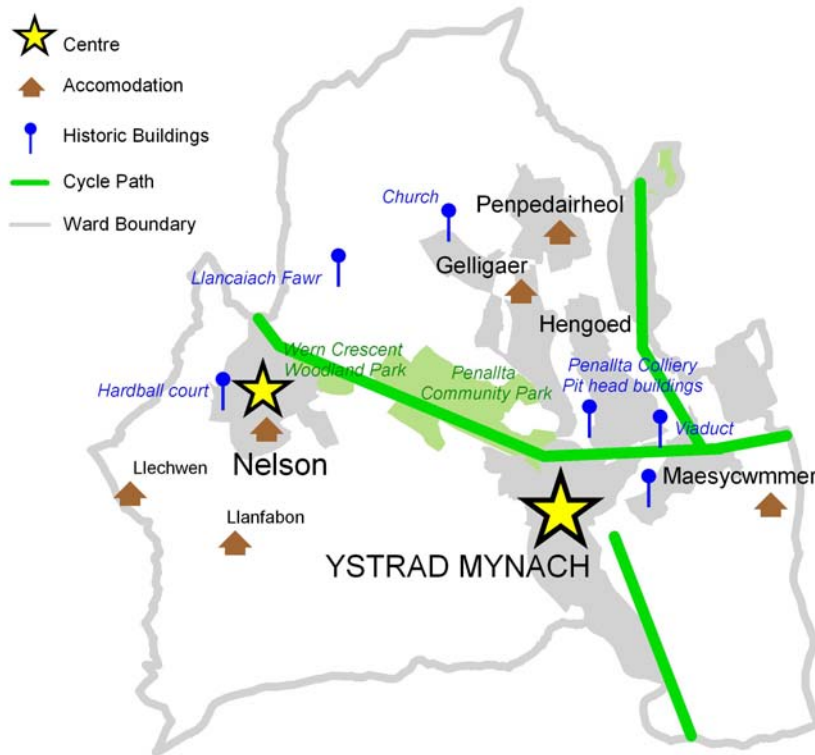 Centre
Accomodation
Historic Buildings
Cycle Path
Ward Boundary
Church
Penpedairheol
Gelligaer
Llancaiach Fawr
Hengoed
Wern Crescent
Woodland Park
Penallta
Community Park
Penallta Colliery
Pit head buildings
Hardball court
Viaduct
Nelson
Llechwen
Maesycwmmer
Llanfabon
YSTRAD MYNACH